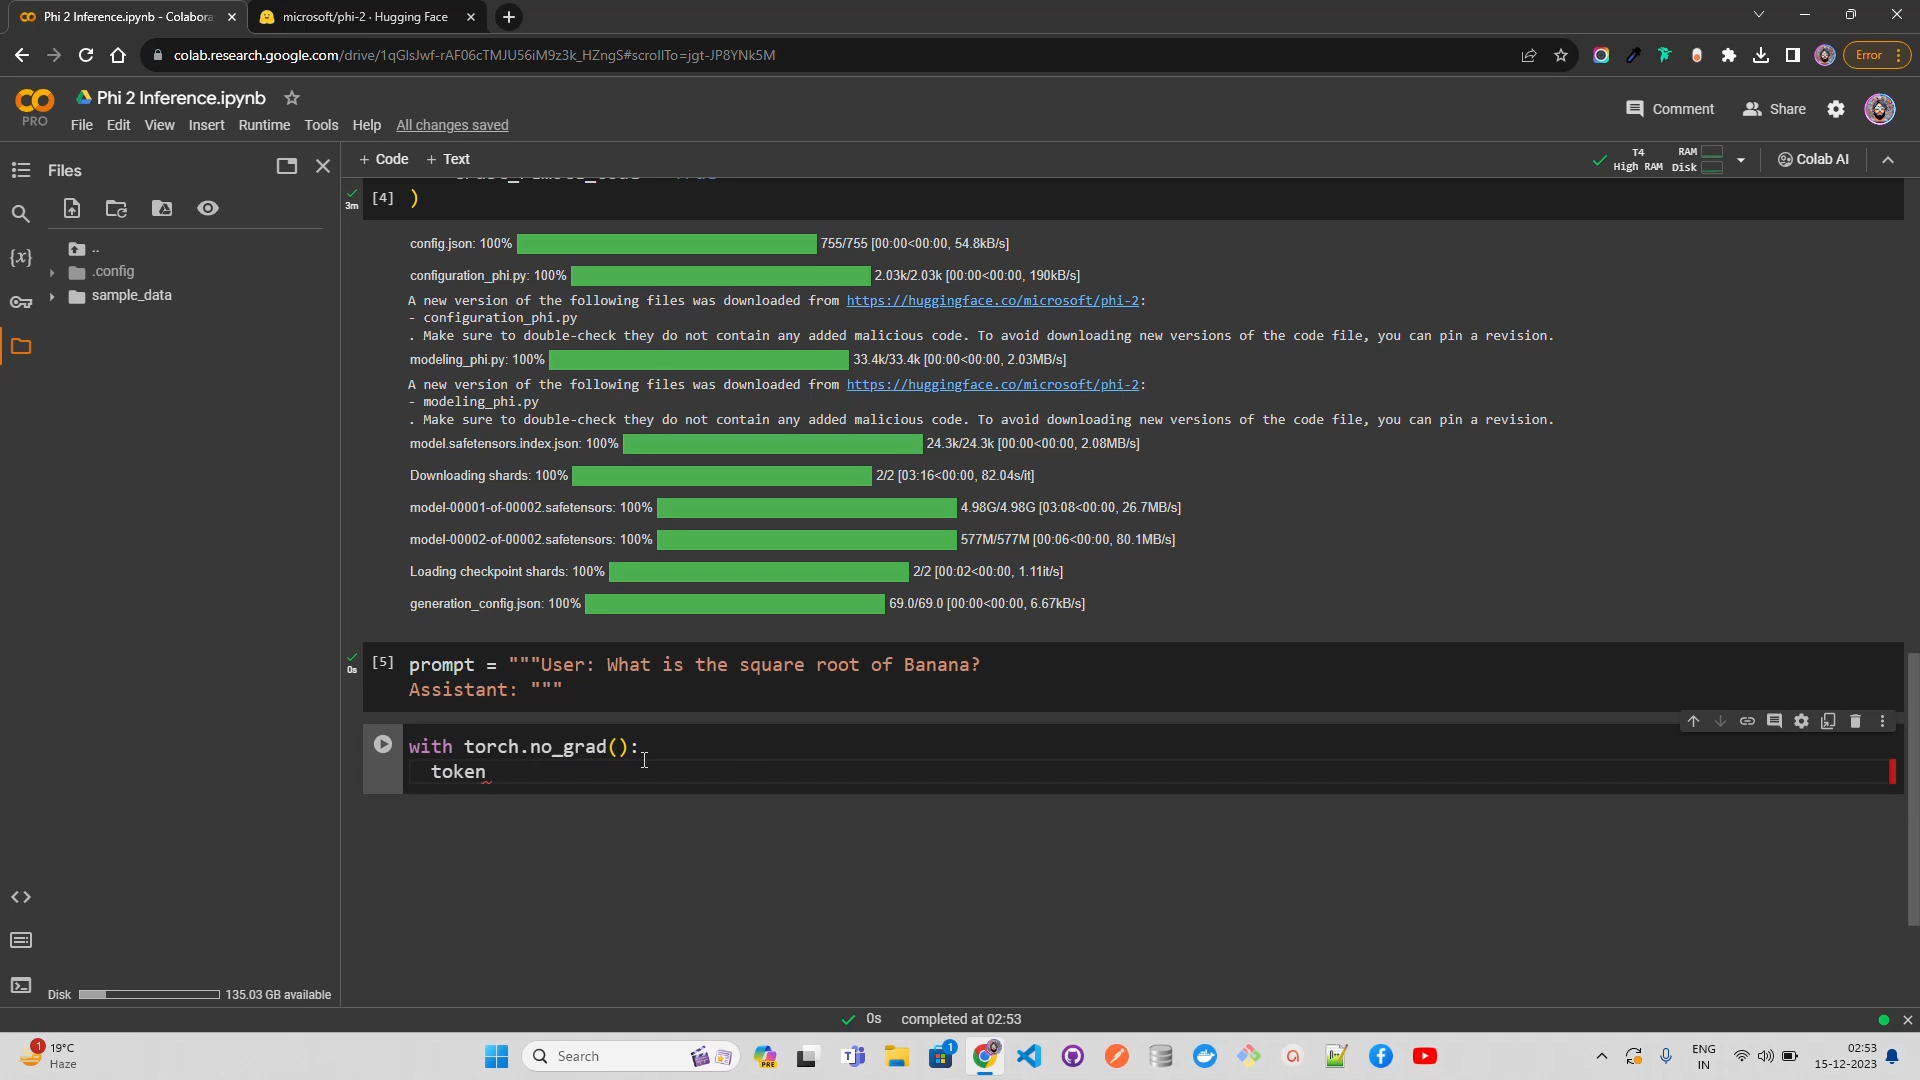 Phi 2 Inference.ipynb - Colabora
microsoft/phi-2 · Hugging Face
colab.research.google.com/drive/1qGlsJwf-rAF06cTMJU56iM9z3k_HZngS#scrollTo=jgt-JP8YNk5M
Error
PRO
Phi 2 Inference.ipynb
File Edit View Insert Runtime Tools Help All changes saved
Comment
Share
Files
+ Code + Text
T4
High RAM
RAM
Disk
Colab AI
..
.config
sample_data
3m
[4] )
config.json: 100% 755/755 [00:00<00:00, 54.8kB/s]
configuration_phi.py: 100% 2.03k/2.03k [00:00<00:00, 190kB/s]
A new version of the following files was downloaded from https://huggingface.co/microsoft/phi-2:
- configuration_phi.py
. Make sure to double-check they do not contain any added malicious code. To avoid downloading new versions of the code file, you can pin a revision.
modeling_phi.py: 100% 33.4k/33.4k [00:00<00:00, 2.03MB/s]
A new version of the following files was downloaded from https://huggingface.co/microsoft/phi-2:
- modeling_phi.py
. Make sure to double-check they do not contain any added malicious code. To avoid downloading new versions of the code file, you can pin a revision.
model.safetensors.index.json: 100% 24.3k/24.3k [00:00<00:00, 2.08MB/s]
Downloading shards: 100% 2/2 [03:16<00:00, 82.04s/it]
model-00001-of-00002.safetensors: 100% 4.98G/4.98G [03:08<00:00, 26.7MB/s]
model-00002-of-00002.safetensors: 100% 577M/577M [00:06<00:00, 80.1MB/s]
Loading checkpoint shards: 100% 2/2 [00:02<00:00, 1.11it/s]
generation_config.json: 100% 69.0/69.0 [00:00<00:00, 6.67kB/s]
0s
[5] prompt = """User: What is the square root of Banana?
Assistant: """
with torch.no_grad():
token
Disk 135.03 GB available
0s completed at 02:53
1
19°C
Haze
Search
PRE
1
ENG
IN
02:53
15-12-2023